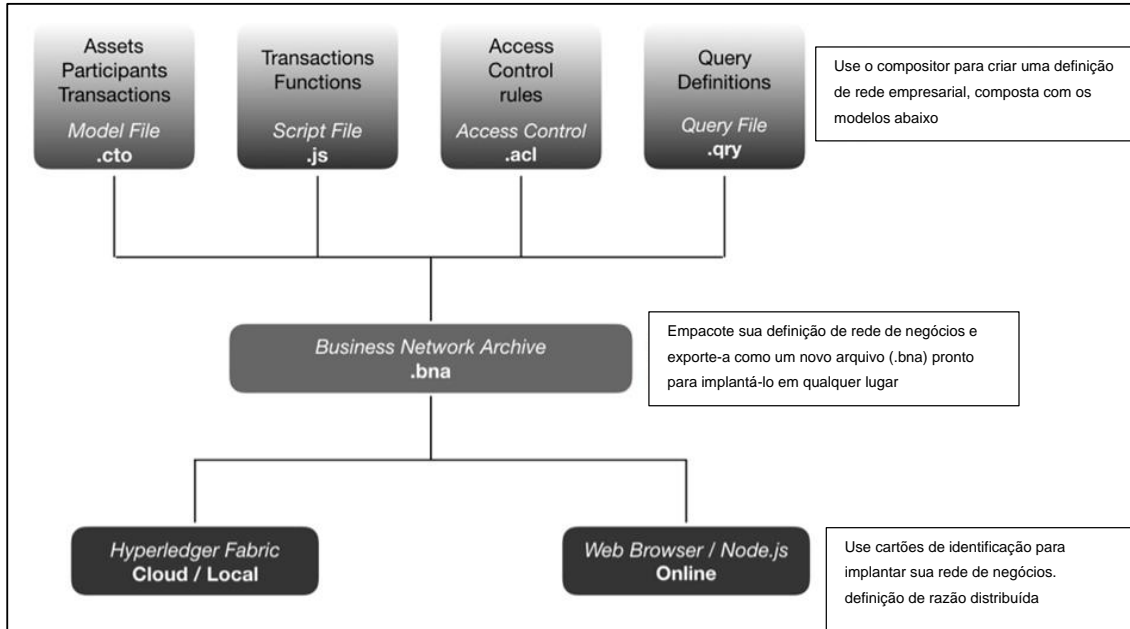 Assets
Participants
Transactions
Model File
.cto
Transactions
Functions
Script File
.js
Access
Control
rules
Access Control
.acl
Query
Definitions
Query File
.qry
Use o compositor para criar uma definição
de rede empresarial, composta com os
modelos abaixo
Business Network Archive
.bna
Empacote sua definição de rede de negócios e
exporte-a como um novo arquivo (.bna) pronto
para implantá-lo em qualquer lugar
Hyperledger Fabric
Cloud / Local
Web Browser / Node.js
Online
Use cartões de identificação para
implantar sua rede de negócios.
definição de razão distribuída